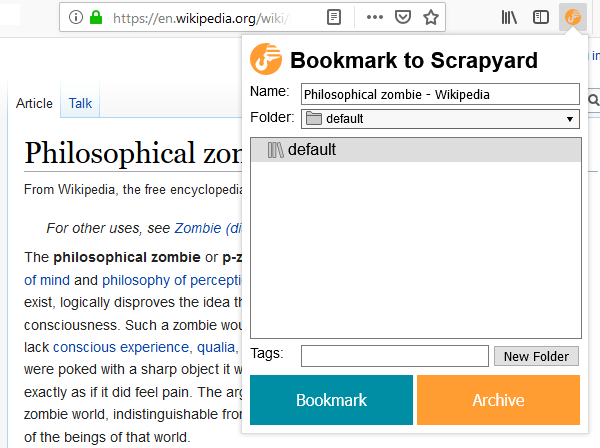 https://en.wikipedia.org/wiki/
Bookmark to Scrapyard
Name: Philosophical zombie - Wikipedia
Folder: default
default
Tags:
New Folder
Bookmark
Archive
Article
Talk
Philosophical zon
From Wikipedia, the free encyclopedia
For other uses, see Zombie (di
The philosophical zombie or p-z
of mind and philosophy of percepti
exist, logically disproves the idea th
consciousness. Such a zombie wou
lack conscious experience, qualia,
were poked with a sharp object it w
exactly as if it did feel pain. The arg
zombie world, indistinguishable from
of the beings of that world.